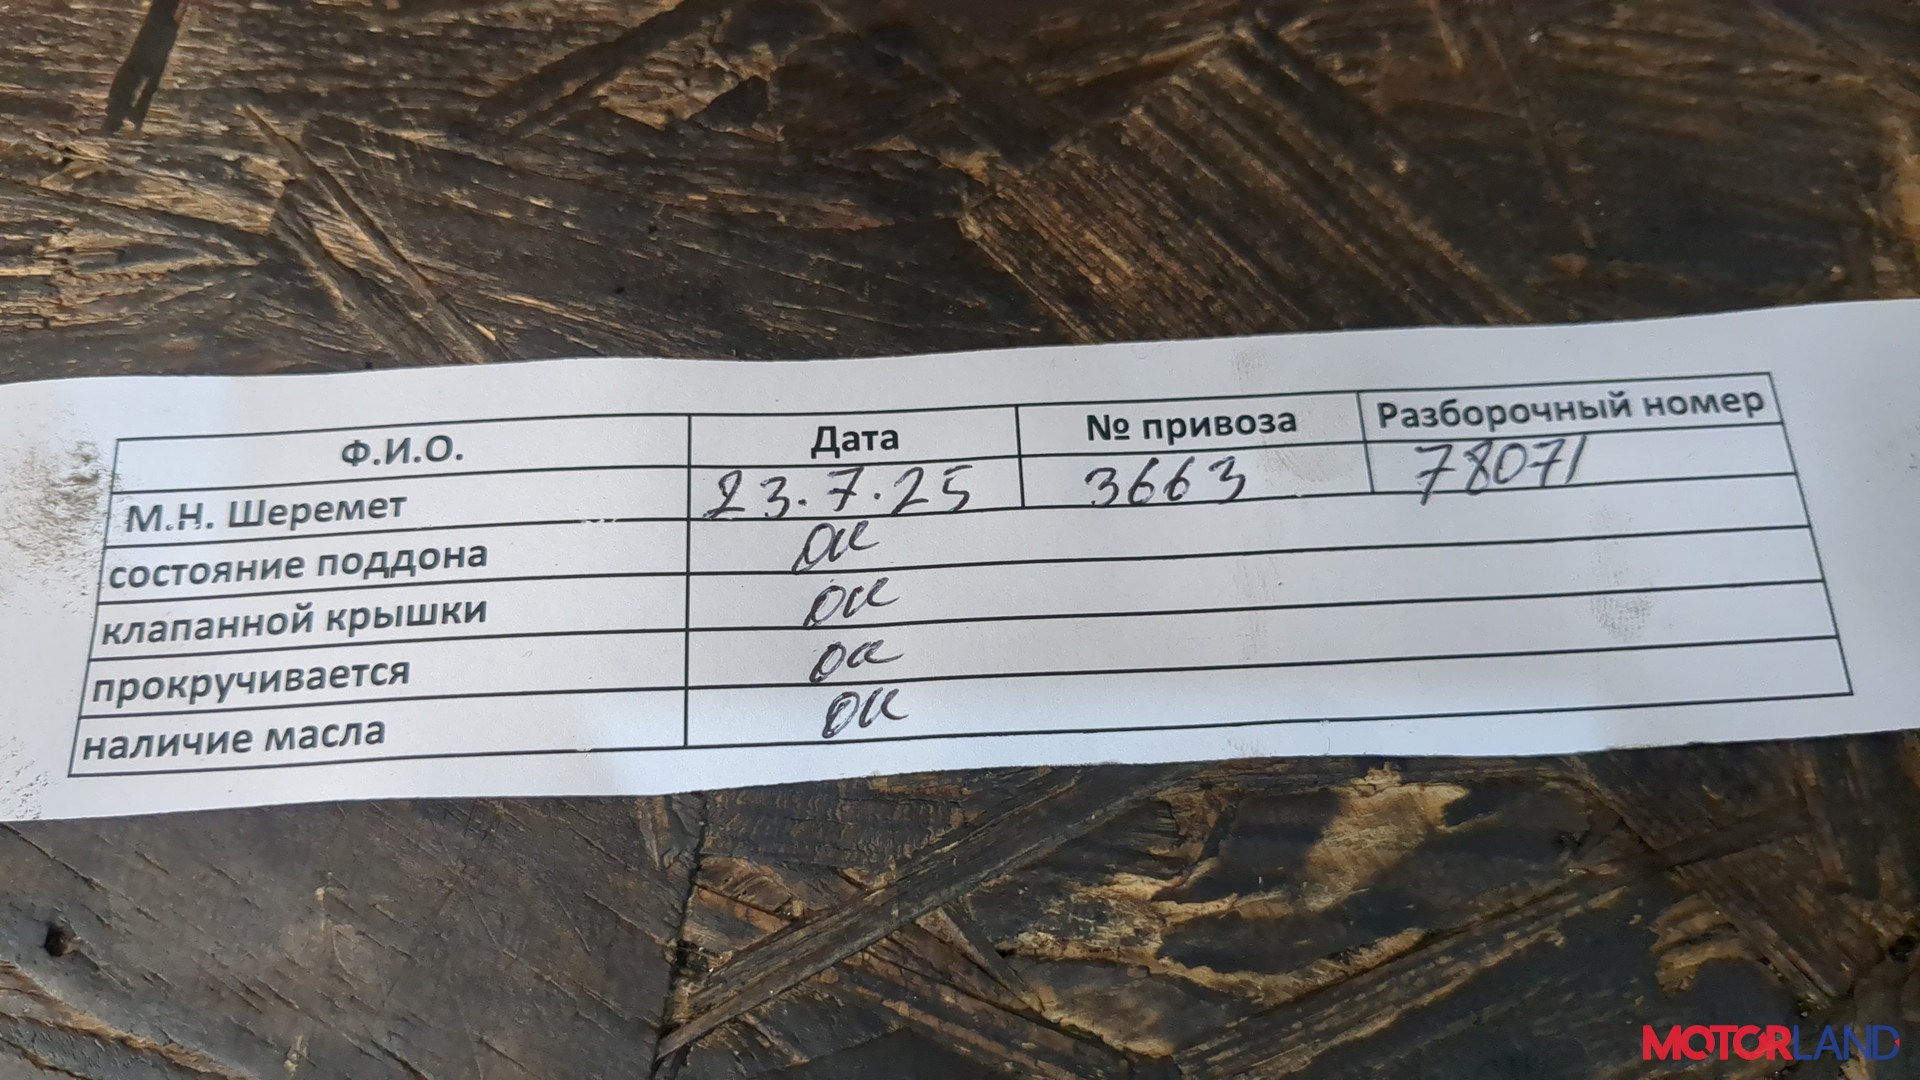 Ф.И.О. Дата № привоза Разборочный номер
М.Н. Шеремет 23.7.25 3663 78071
состояние поддона ок
клапанной крышки ок
прокручивается ок
наличие масла ок
MOTORLAND